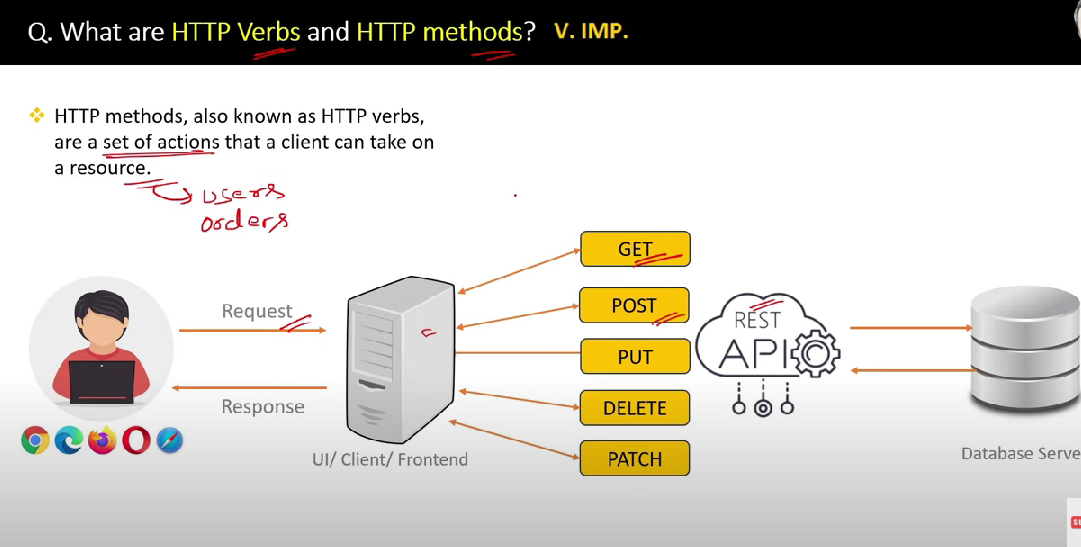 Q. What are HTTP Verbs and HTTP methods? V. IMP.
HTTP methods, also known as HTTP verbs,
are a set of actions that a client can take on
a resource.
users
orders
GET
Request
POST
REST
API
PUT
Response
DELETE
UI/ Client/ Frontend
PATCH
Database Serve